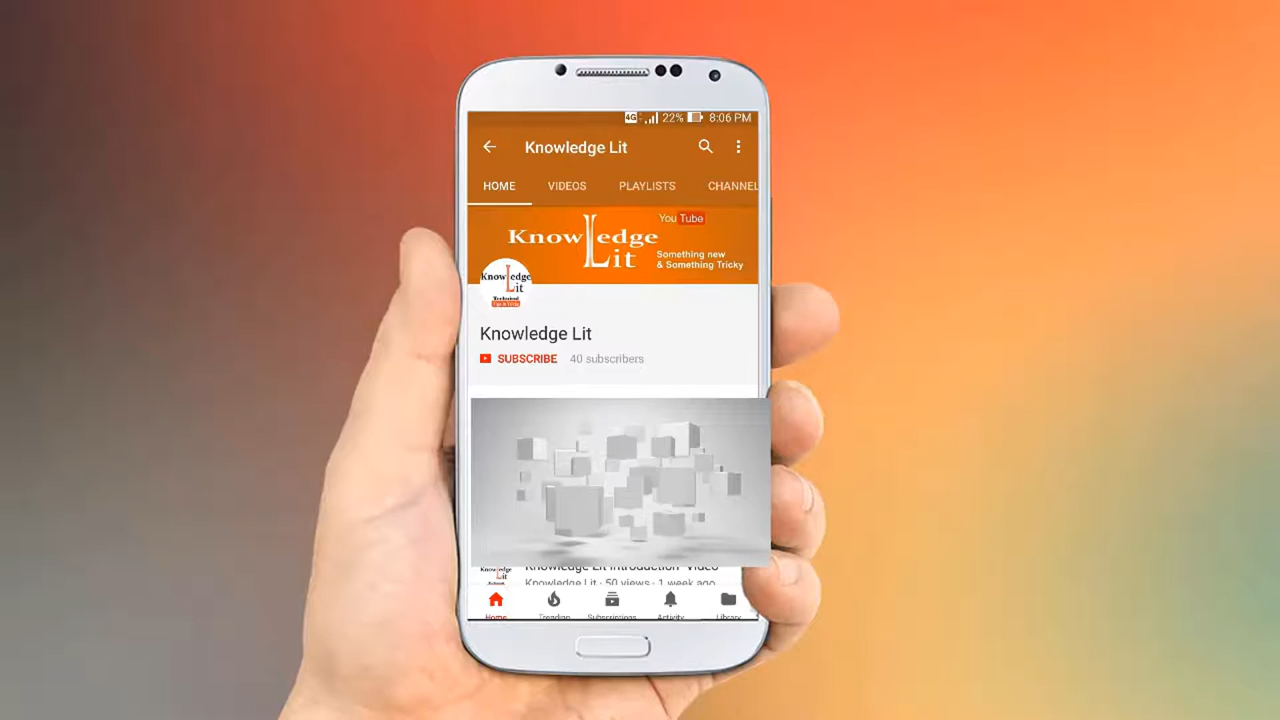 4G 22% 8:06 PM
Knowledge Lit
HOME VIDEOS PLAYLISTS CHANNEL
You Tube
Knowledge
Lit
Something new
& Something Tricky
Knowledge
Lit
Technical
Knowledge Lit
SUBSCRIBE 40 subscribers
Knowledge Lit Introduction Video
Knowledge Lit · 50 views · 1 week ago
Home Trending Subscriptions Activity Library